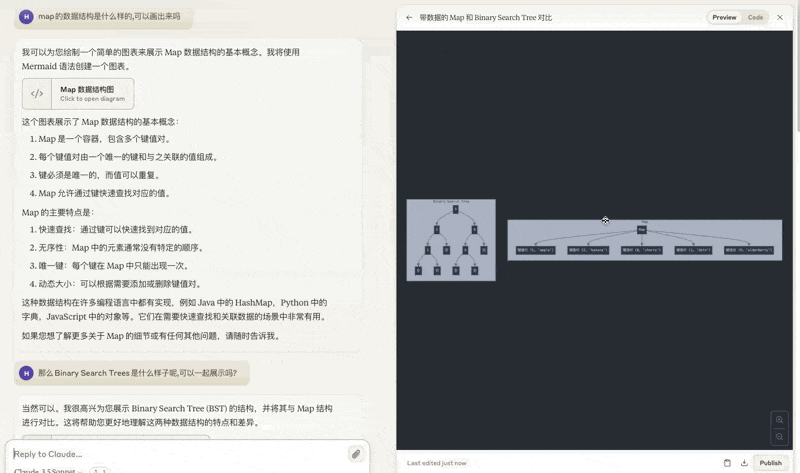 H map的数据结构是什么样的,可以画出来吗
我可以为您绘制一个简单的图表来展示 Map 数据结构的基本概念。我将使用
Mermaid 语法创建一个图表。
</>
Map 数据结构图
Click to open diagram
这个图表展示了 Map 数据结构的基本概念：
1. Map 是一个容器，包含多个键值对。
2. 每个键值对由一个唯一的键和与之关联的值组成。
3. 键必须是唯一的，而值可以重复。
4. Map 允许通过键快速查找对应的值。
Map 的主要特点是：
1. 快速查找：通过键可以快速找到对应的值。
2. 无序性：Map 中的元素通常没有特定的顺序。
3. 唯一键：每个键在 Map 中只能出现一次。
4. 动态大小：可以根据需要添加或删除键值对。
这种数据结构在许多编程语言中都有实现，例如 Java 中的 HashMap，Python 中的
字典，JavaScript 中的对象等。它们在需要快速查找和关联数据的场景中非常有用。
如果您想了解更多关于 Map 的细节或有任何其他问题，请随时告诉我。
H 那么 Binary Search Trees 是什么样子呢,可以一起展示吗?
当然可以。我很高兴为您展示 Binary Search Tree (BST) 的结构，并将其与 Map 结构
进行对比。这将帮助您更好地理解这两种数据结构的特点和差异。
Reply to Claude...
Claude 3.5 Sonnet
带数据的 Map 和 Binary Search Tree 对比
Preview
Code
Binary Search Tree
Map
Map
Last edited just now
Publish